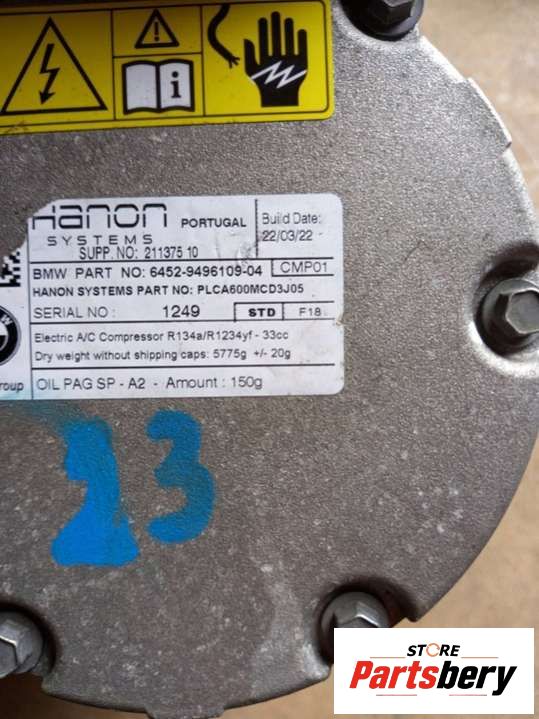 Hanon
SYSTEMS
PORTUGAL
Build Date:
22/03/22
SUPP. NO: 211375 10
BMW PART NO: 6452-9496109-04 CMP01
HANON SYSTEMS PART NO: PLCA600MCD3J05
SERIAL NO: 1249 STD F18
Electric A/C Compressor R134a/R1234yf - 33cc
Dry weight without shipping caps: 5775g +/- 20g
roup OIL PAG SP - A2 - Amount : 150g
23
STORE
Partsbery